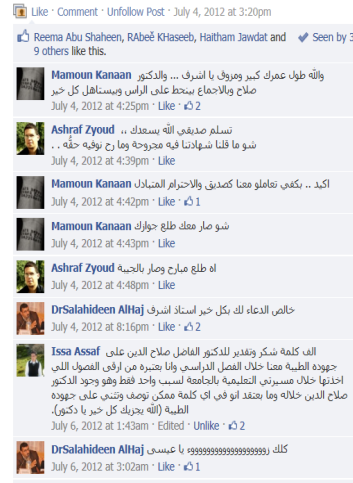 Like · Comment · Unfollow Post · July 4, 2012 at 3:20pm
Reema Abu Shaheen, RAbeê KHaseeb, Haitham Jawdat and
9 others like this.
Seen by 3
Mamoun Kanaan والله طول عمرك كبير ومزوق يا اشرف ... والدكتور
صلاح وبالاجماع بينحط على الراس وبيستاهل كل خير
July 4, 2012 at 4:25pm · Like · 2
Ashraf Zyoud تسلم صديقي الله يسعدك ،،
شو ما قلنا شهادتنا فيه مجروحة وما رح نوفيه حقُّه . .
July 4, 2012 at 4:39pm · Like
Mamoun Kanaan اكيد .. بكفي تعاملو معنا كصديق والاحترام المتبادل
July 4, 2012 at 4:42pm · Like · 1
Mamoun Kanaan شو صار معك طلع جوازك
July 4, 2012 at 4:43pm · Like
Ashraf Zyoud اه طلع مبارح وصار بالجيبة
July 4, 2012 at 4:48pm · Like
DrSalahideen AlHaj خالص الدعاء لك بكل خير استاذ اشرف
July 4, 2012 at 8:16pm · Like · 2
Issa Assaf الف كلمة شكر وتقدير للدكتور الفاضل صلاح الدين على
جهوده الطيبة معنا خلال الفصل الدراسي وانا بعتبره من ارقى الفصول اللي
اخذتها خلال مسيرتي التعليمية بالجامعة لسبب واحد فقط وهو وجود الدكتور
صلاح الدين خلاله وما بعتقد انو في اي كلمة ممكن توصف وتثني على جهوده
الطيبة (الله يجزيك كل خير يا دكتور).
July 6, 2012 at 1:43am · Edited · Unlike · 2
DrSalahideen AlHaj كلك زووووووووووووووووووء يا عيسى
July 6, 2012 at 3:02am · Like · 1